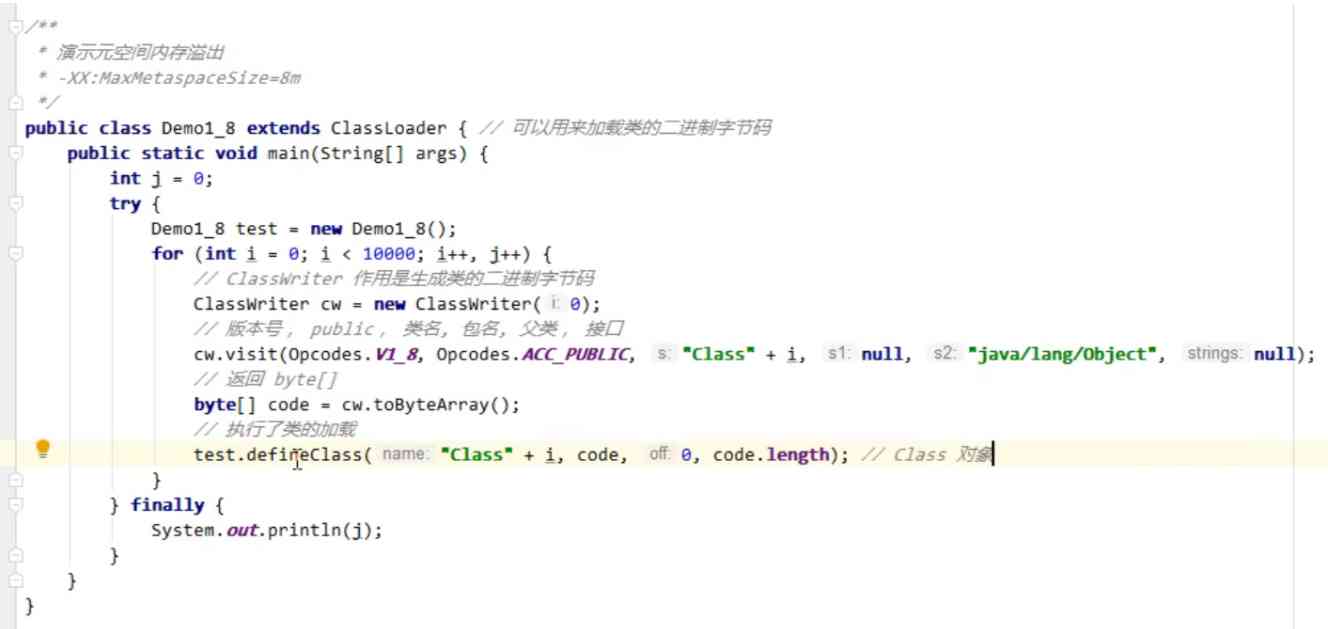 /**
 * 演示元空间内存溢出
 * -XX:MaxMetaspaceSize=8m
 */
public class Demo1_8 extends ClassLoader { // 可以用来加载类的二进制字节码
    public static void main(String[] args) {
        int j = 0;
        try {
            Demo1_8 test = new Demo1_8();
            for (int i = 0; i < 10000; i++, j++) {
                // ClassWriter 作用是生成类的二进制字节码
                ClassWriter cw = new ClassWriter( i: 0);
                // 版本号, public, 类名, 包名, 父类, 接口
                cw.visit(Opcodes.V1_8, Opcodes.ACC_PUBLIC, s: "Class" + i, s1: null, s2: "java/lang/Object", strings: null);
                // 返回 byte[]
                byte[] code = cw.toByteArray();
                // 执行了类的加载
                test.defineClass( name: "Class" + i, code, off: 0, code.length); // Class 对象
            }
        } finally {
            System.out.println(j);
        }
    }
}